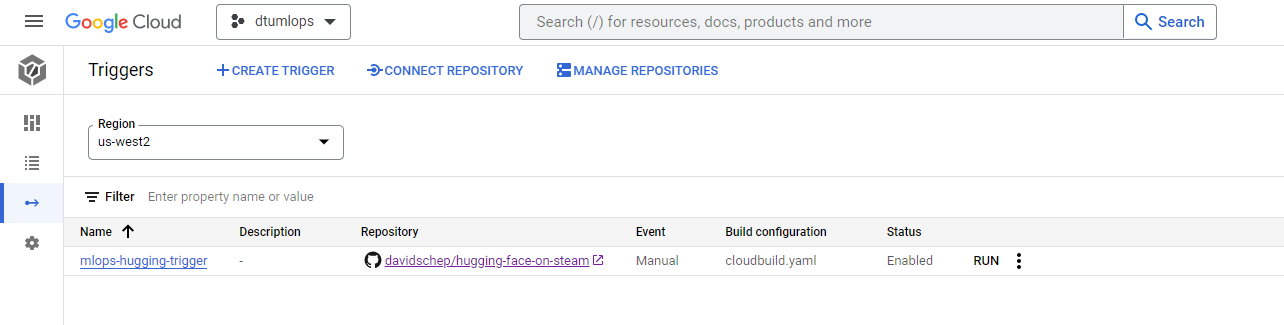 Google Cloud dtumlops Search (/) for resources, docs, products and more Search
Triggers CREATE TRIGGER CONNECT REPOSITORY MANAGE REPOSITORIES
Region
us-west2
Filter Enter property name or value
Name Description Repository Event Build configuration Status
mlops-hugging-trigger - davidschep/hugging-face-on-steam Manual cloudbuild.yaml Enabled RUN